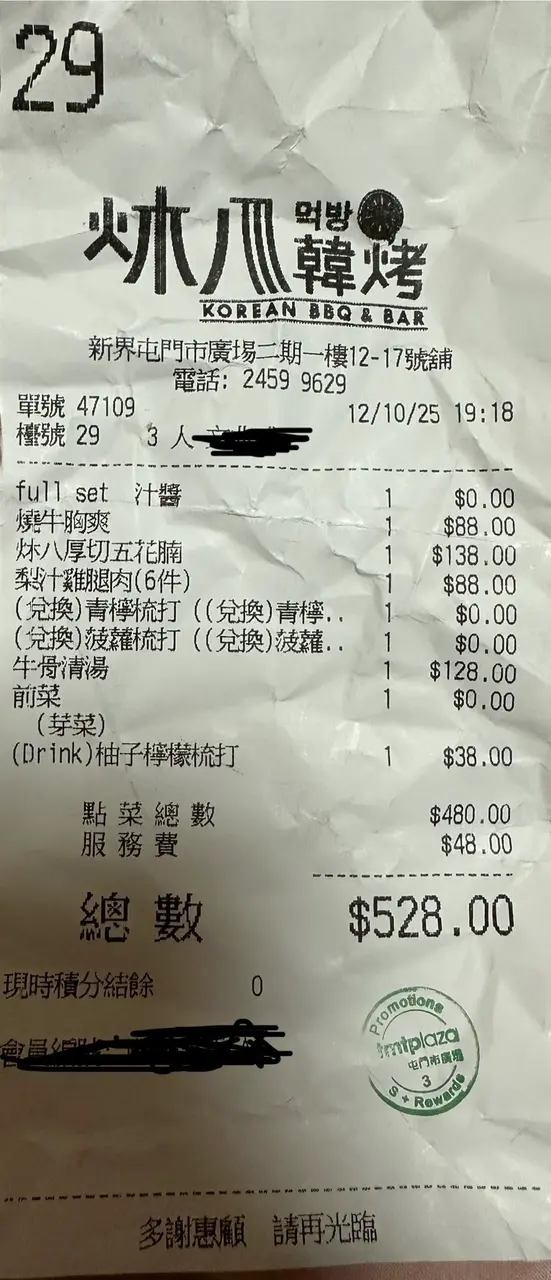 29
炑八 먹방 韓烤
KOREAN BBQ & BAR
新界屯門市廣場二期一樓12-17號舖
電話: 2459 9629
單號 47109 12/10/25 19:18
檯號 29 3 人
full set 汁醬 1 $0.00
燒牛胸爽 1 $88.00
炑八厚切五花腩 1 $138.00
梨汁雞腿肉(6件) 1 $88.00
(兌換)青檸梳打 ((兌換)青檸.. 1 $0.00
(兌換)菠蘿梳打 ((兌換)菠蘿.. 1 $0.00
牛骨清湯 1 $128.00
前菜 1 $0.00
(芽菜)
(Drink)柚子檸檬梳打 1 $38.00
點菜總數 $480.00
服務費 $48.00
總數 $528.00
現時積分結餘 0
會員
Promotions
tmtplaza
屯門市廣場
3
S + Rewards
多謝惠顧 請再光臨